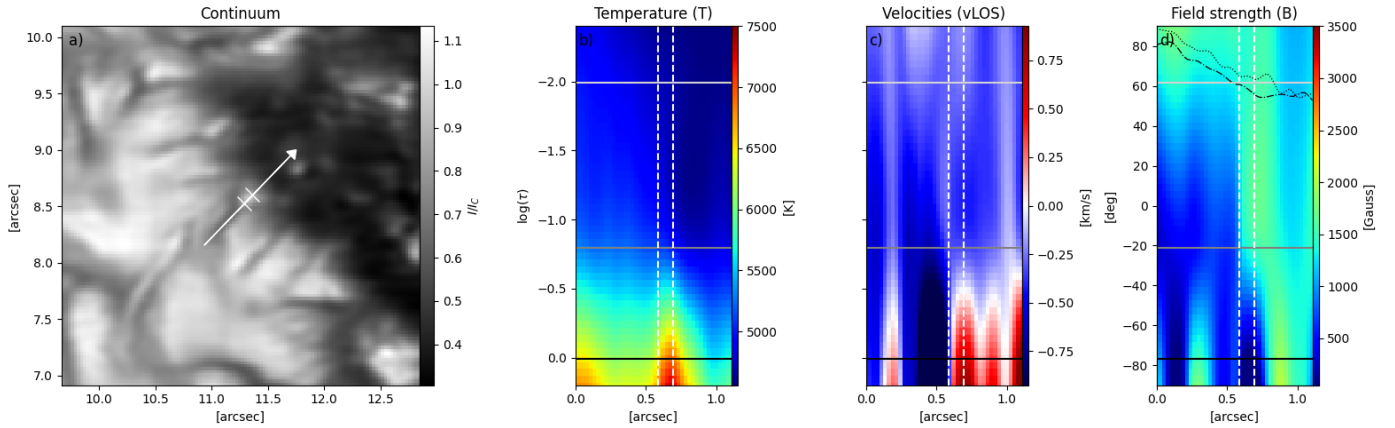 Continuum
a)
10.0
9.5
9.0
8.5
8.0
7.5
7.0
[arcsec]
10.0 10.5 11.0 11.5 12.0 12.5
[arcsec]
1.1
1.0
0.9
0.8
0.7
0.6
0.5
0.4
I/I_C
Temperature (T)
b)
−2.0
−1.5
−1.0
−0.5
0.0
log(τ)
0.0 0.5 1.0
[arcsec]
7500
7000
6500
6000
5500
5000
[K]
Velocities (vLOS)
c)
0.0 0.5 1.0
[arcsec]
0.75
0.50
0.25
0.00
−0.25
−0.50
−0.75
[km/s]
Field strength (B)
d)
80
60
40
20
0
−20
−40
−60
−80
[deg]
0.0 0.5 1.0
[arcsec]
3500
3000
2500
2000
1500
1000
500
[Gauss]